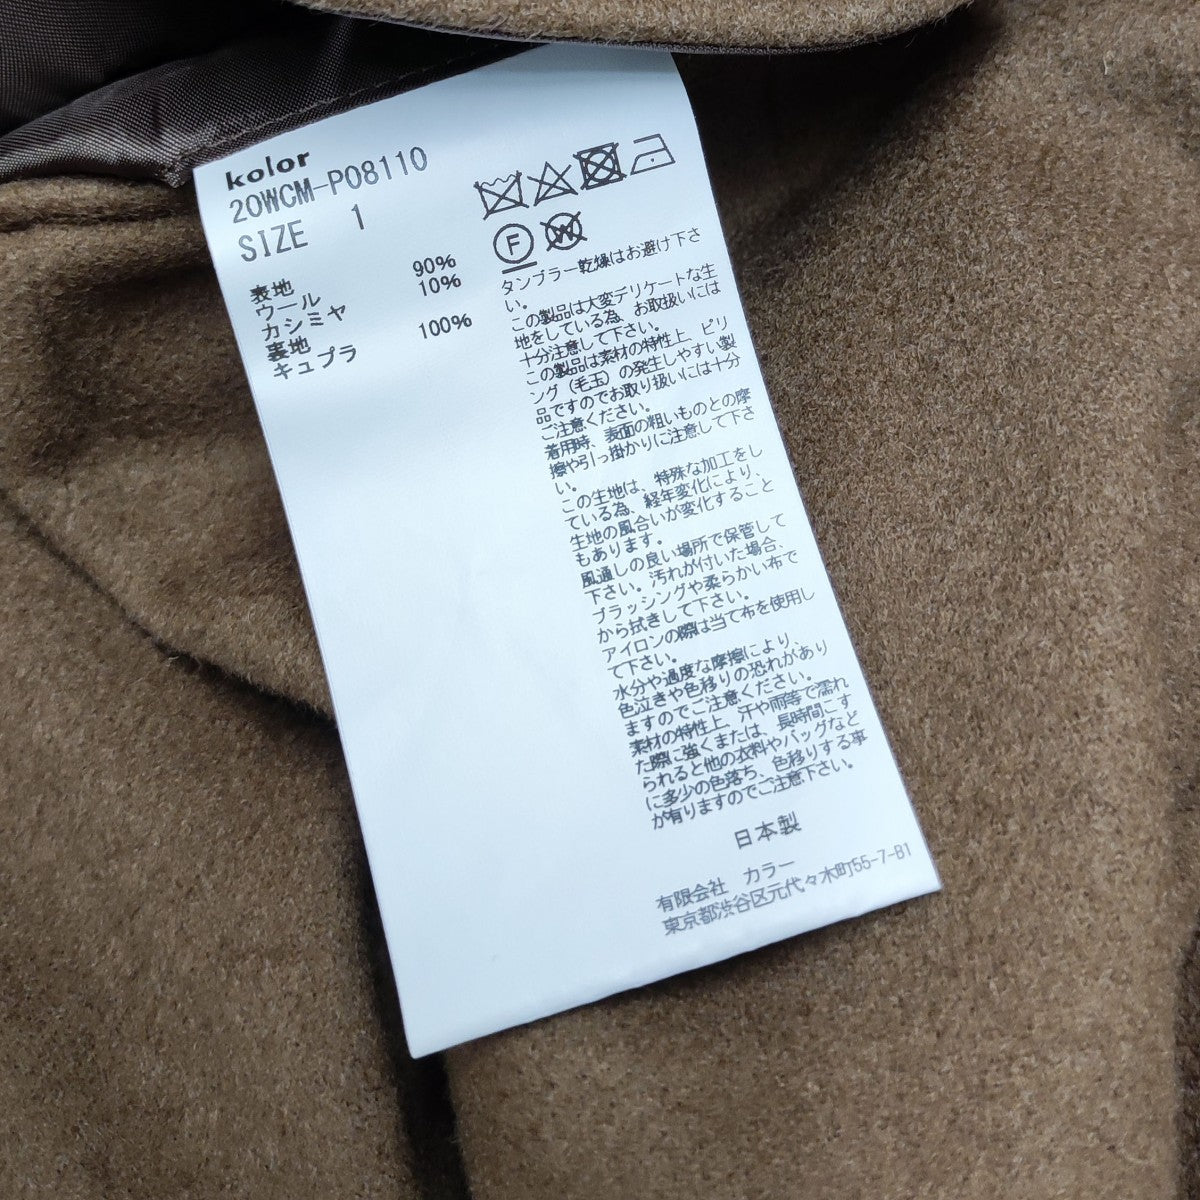 kolor
20WCM-P08110
SIZE 1
表地
ウール 90%
カシミヤ 10%
裏地
キュプラ 100%
F
W
タンブラー乾燥はお避け下さ
い。
この製品は大変デリケートな生
地をしている為、お取扱いには
十分注意して下さい。
この製品は素材の特性上、ピリ
ング（毛玉）の発生しやすい製
品ですのでお取り扱いには十分
ご注意ください。
着用時、表面の粗いものとの摩
擦や引っ掛かりに注意して下さ
い。
この生地は、特殊な加工をし
ている為、経年変化により、
生地の風合いが変化すること
もあります。
風通しの良い場所で保管して
下さい。汚れが付いた場合、
ブラッシングや柔らかい布で
から拭きして下さい。
アイロンの際は当て布を使用し
て下さい。
水分や過度な摩擦により、
色泣きや色移りの恐れがあり
ますのでご注意ください。
素材の特性上、汗や雨等で濡れ
た際に強くまたは、長時間こす
られると他の衣料やバッグなど
に多少の色落ち、色移りする事
が有りますのでご注意下さい。
日本製
有限会社 カラー
東京都渋谷区元代々木町55-7-B1